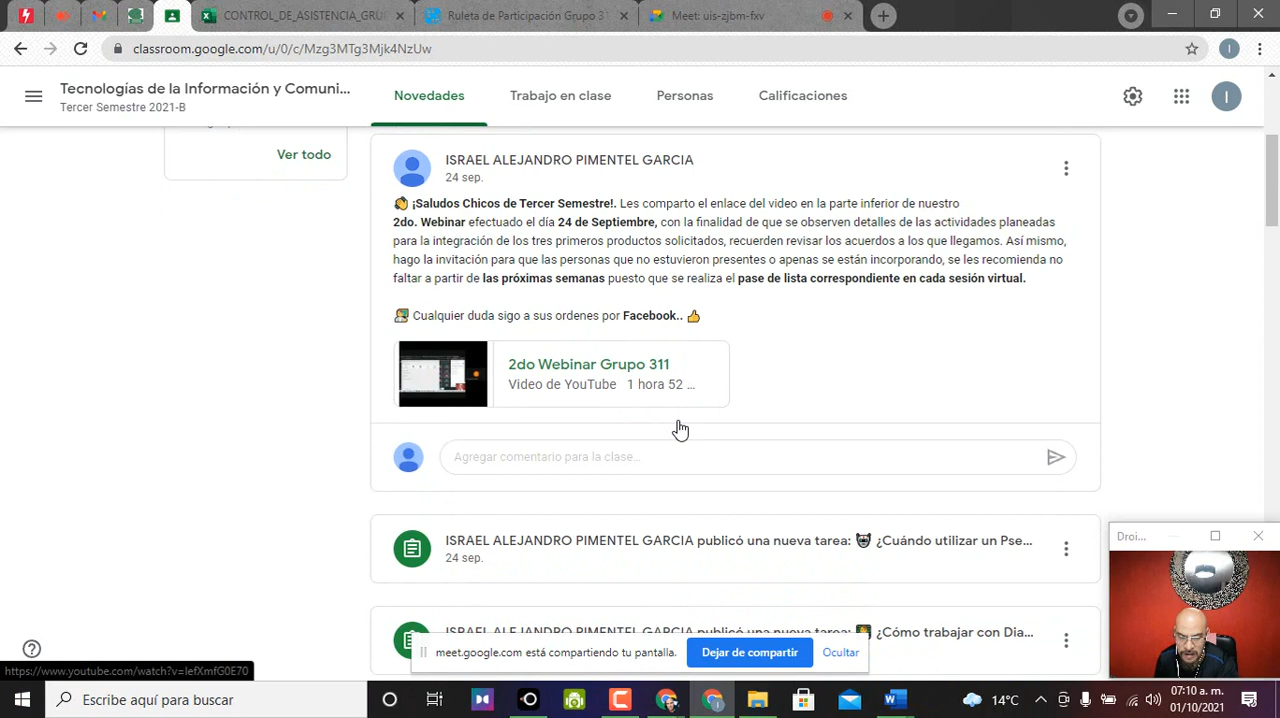 CONTROL_DE_ASISTENCIA_GRU
Ruleta de Participación Grupo 3
Meet: uis-zjbm-fxv
classroom.google.com/u/0/c/Mzg3MTg3Mjk4NzUw
I
Tecnologías de la Información y Comuni...
Tercer Semestre 2021-B
Novedades
Trabajo en clase
Personas
Calificaciones
I
Ver todo
ISRAEL ALEJANDRO PIMENTEL GARCIA
24 sep.
¡Saludos Chicos de Tercer Semestre!. Les comparto el enlace del video en la parte inferior de nuestro
2do. Webinar efectuado el día 24 de Septiembre, con la finalidad de que se observen detalles de las actividades planeadas
para la integración de los tres primeros productos solicitados, recuerden revisar los acuerdos a los que llegamos. Así mismo,
hago la invitación para que las personas que no estuvieron presentes o apenas se están incorporando, se les recomienda no
faltar a partir de las próximas semanas puesto que se realiza el pase de lista correspondiente en cada sesión virtual.
Cualquier duda sigo a sus ordenes por Facebook..
2do Webinar Grupo 311
Video de YouTube 1 hora 52 ...
Agregar comentario para la clase...
ISRAEL ALEJANDRO PIMENTEL GARCIA publicó una nueva tarea: ¿Cuándo utilizar un Pse...
24 sep.
Droi...
ISRAEL ALEJANDRO PIMENTEL GARCIA publicó una nueva tarea: ¿Cómo trabajar con Dia...
meet.google.com está compartiendo tu pantalla.
Dejar de compartir
Ocultar
https://www.youtube.com/watch?v=IefXmfG0E70
Escribe aquí para buscar
14°C
07:10 a. m.
01/10/2021